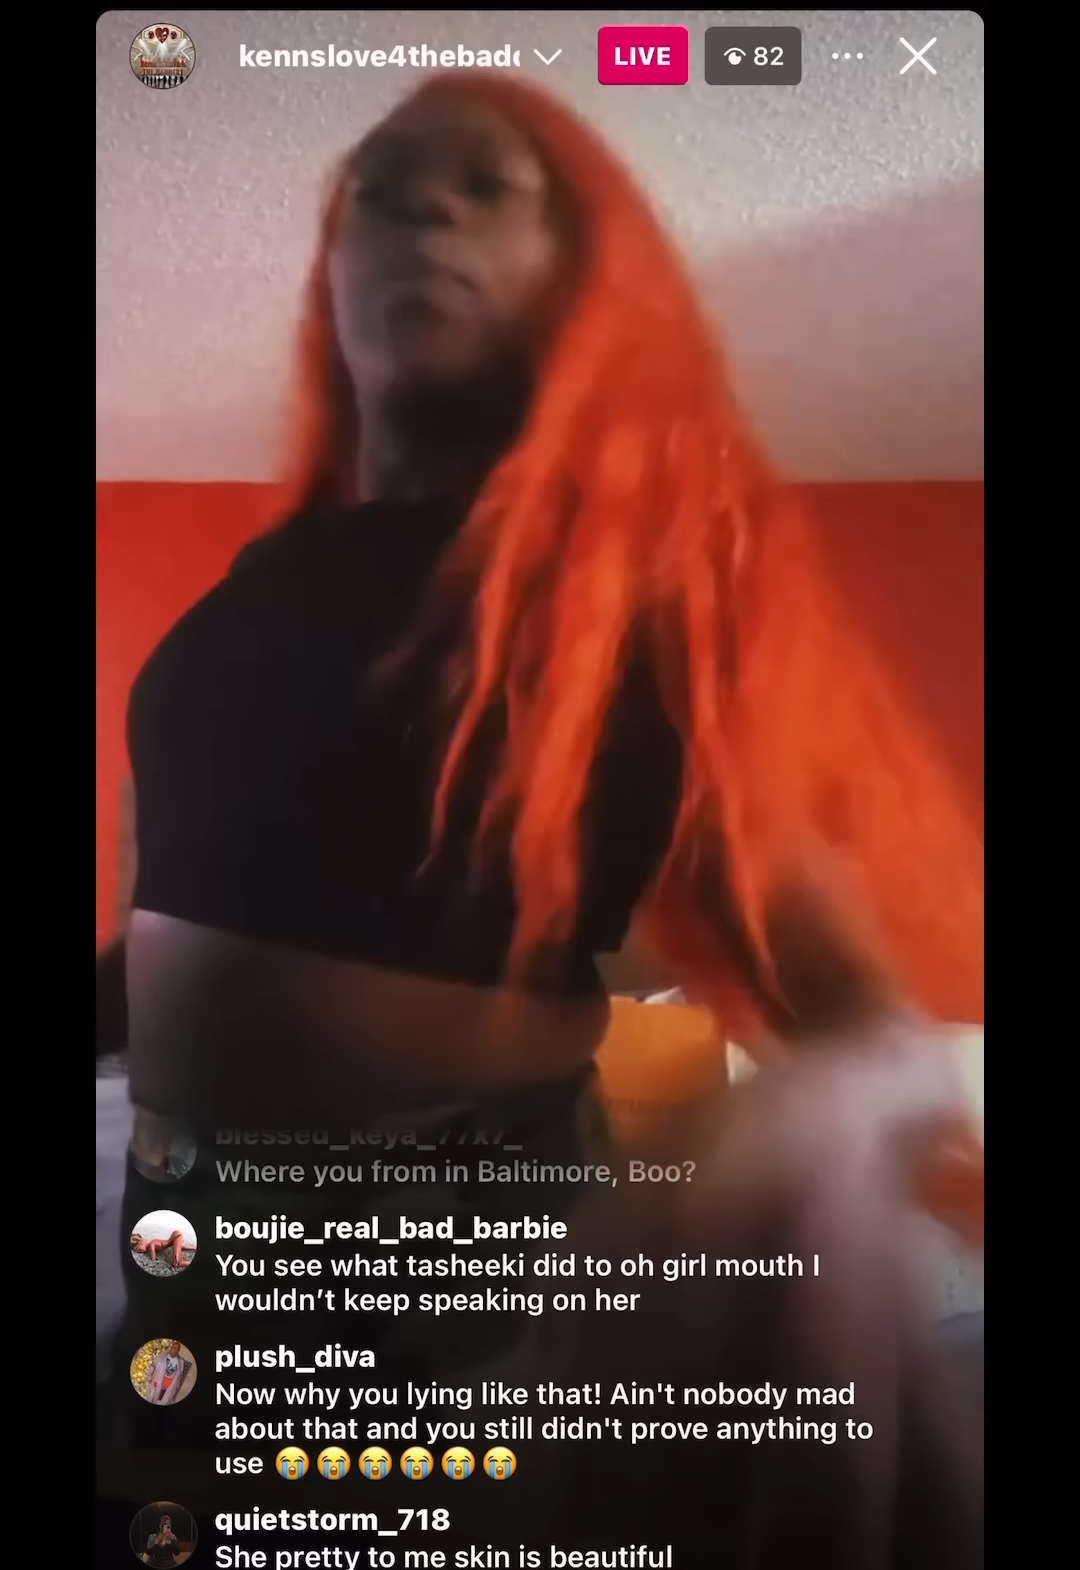 kennslove4thebad
LIVE
82
blessed_keya_77x7_
Where you from in Baltimore, Boo?
boujie_real_bad_barbie
You see what tasheeki did to oh girl mouth I
wouldn't keep speaking on her
plush_diva
Now why you lying like that! Ain't nobody mad
about that and you still didn't prove anything to
use 😭😭😭😭😭😭
quietstorm_718
She pretty to me skin is beautiful